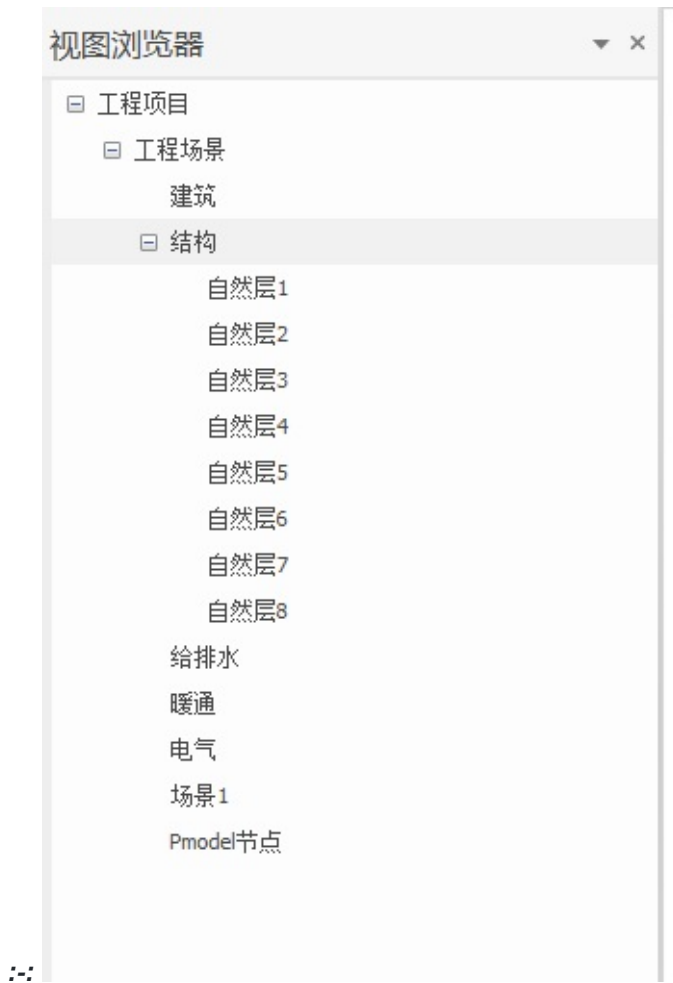 视图浏览器
工程项目
工程场景
建筑
结构
自然层1
自然层2
自然层3
自然层4
自然层5
自然层6
自然层7
自然层8
给排水
暖通
电气
场景1
Pmodel节点
;-;